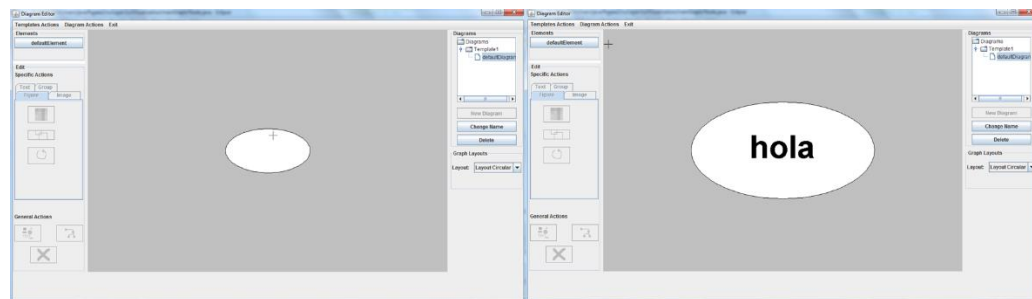 Diagram Editor
Templates Actions Diagram Actions Exit
Elements
defaultElement
Edit
Specific Actions
Text Group
Figure Image
General Actions
Diagrams
Diagrams
Template1
defaultDiagram
New Diagram
Change Name
Delete
Graph Layouts
Layout: Layout Circular
Diagram Editor
Templates Actions Diagram Actions Exit
Elements
defaultElement
Edit
Specific Actions
Text Group
Figure Image
General Actions
hola
Diagrams
Diagrams
Template1
defaultDiagram
New Diagram
Change Name
Delete
Graph Layouts
Layout: Layout Circular